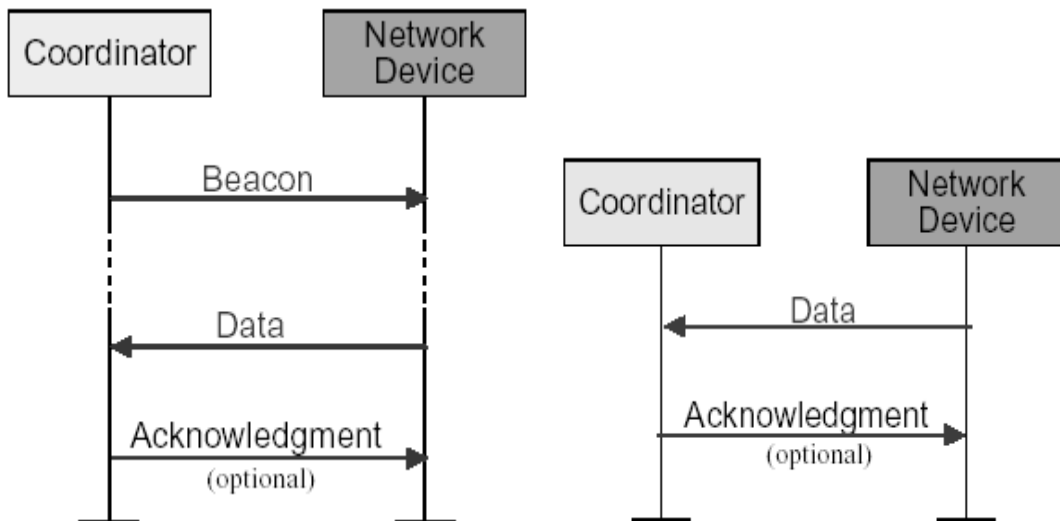 Coordinator
Network
Device
Beacon
Data
Acknowledgment
(optional)
Coordinator
Network
Device
Data
Acknowledgment
(optional)